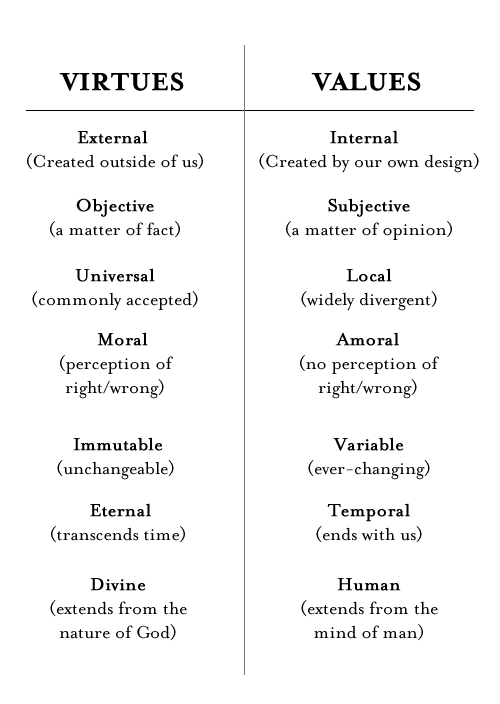 VIRTUES
VALUES
External
(Created outside of us)
Internal
(Created by our own design)
Objective
(a matter of fact)
Subjective
(a matter of opinion)
Universal
(commonly accepted)
Local
(widely divergent)
Moral
(perception of
right/wrong)
Amoral
(no perception of
right/wrong)
Immutable
(unchangeable)
Variable
(ever-changing)
Eternal
(transcends time)
Temporal
(ends with us)
Divine
(extends from the
nature of God)
Human
(extends from the
mind of man)